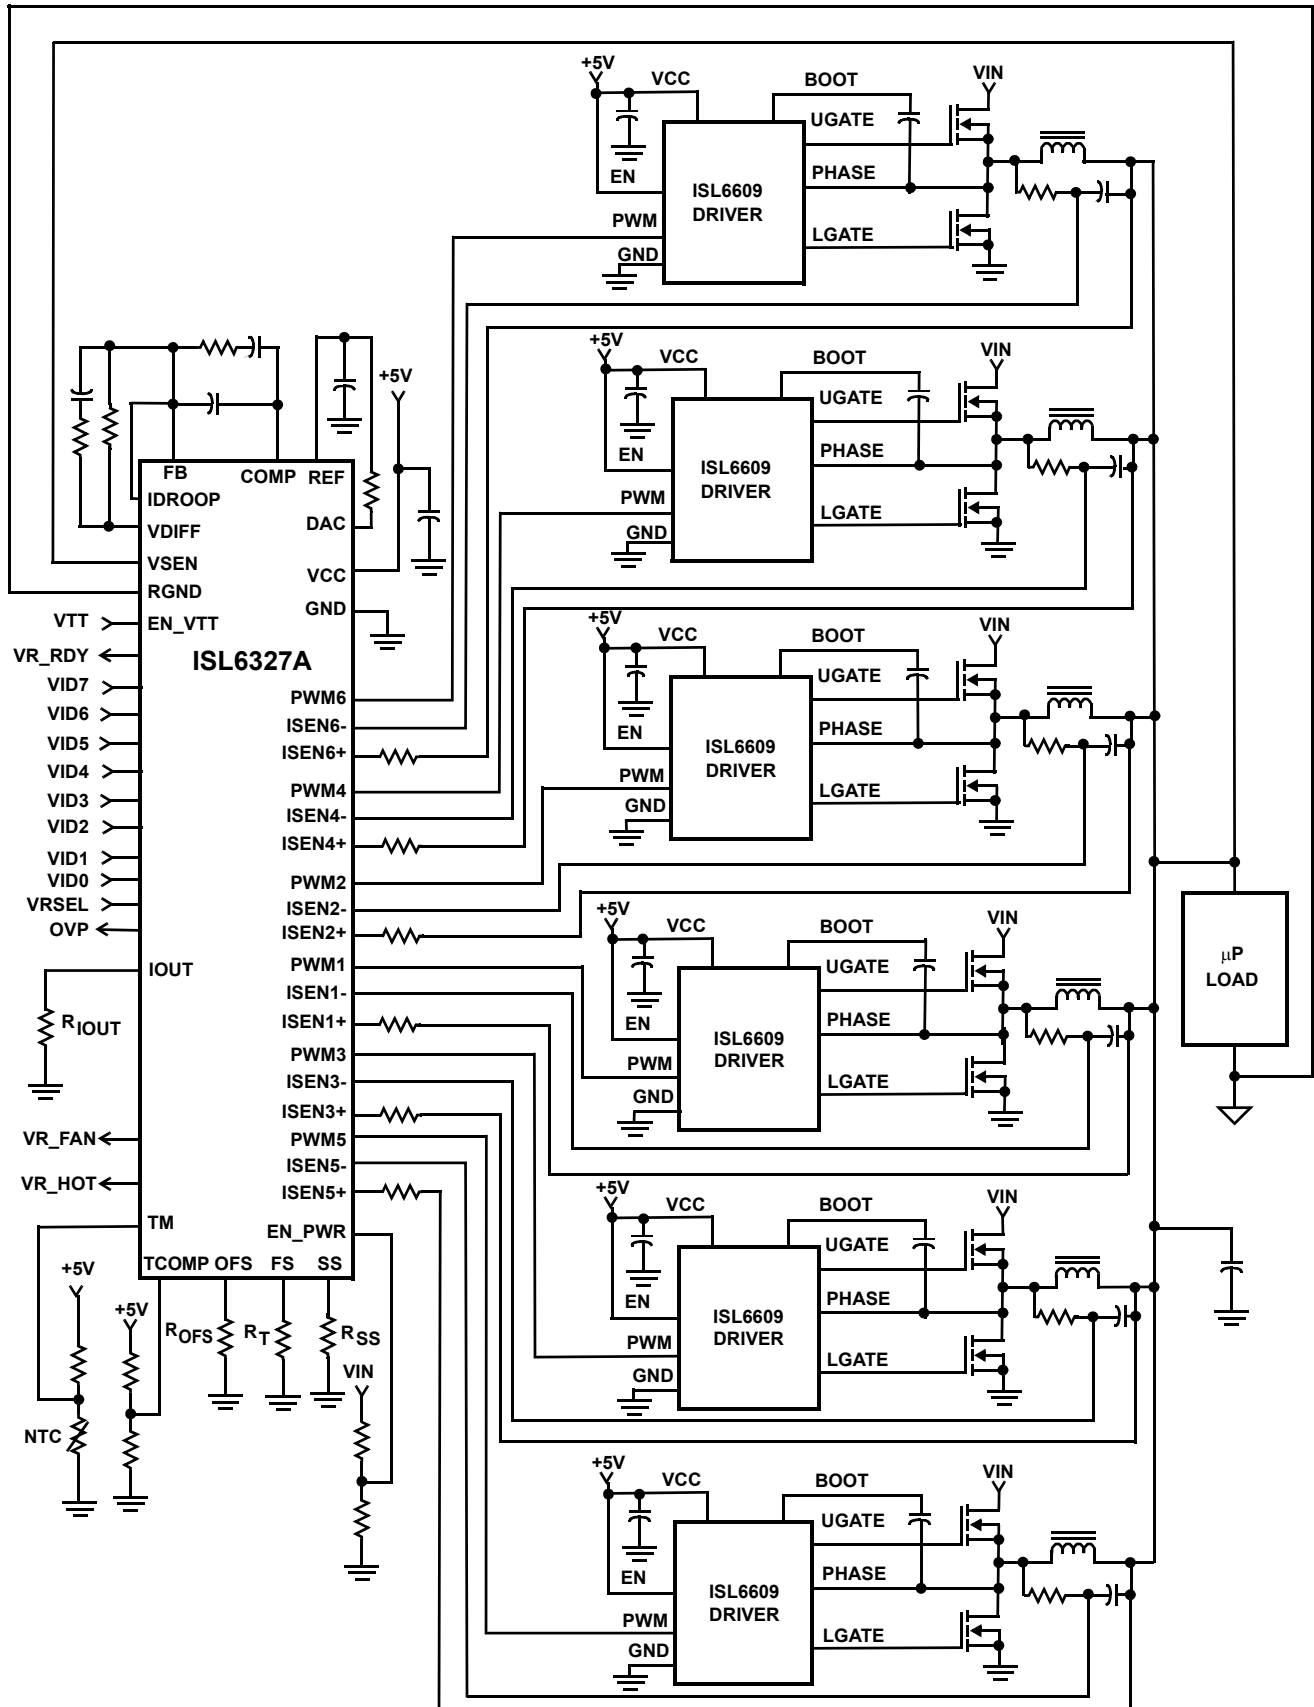 +5V
VCC
BOOT
VIN
UGATE
EN
PHASE
ISL6609
DRIVER
PWM
LGATE
GND
+5V
VCC
BOOT
VIN
UGATE
EN
PHASE
ISL6609
DRIVER
PWM
LGATE
GND
+5V
VCC
BOOT
VIN
UGATE
EN
PHASE
ISL6609
DRIVER
PWM
LGATE
GND
+5V
VCC
BOOT
VIN
UGATE
EN
PHASE
ISL6609
DRIVER
PWM
LGATE
GND
+5V
VCC
BOOT
VIN
UGATE
EN
PHASE
ISL6609
DRIVER
PWM
LGATE
GND
+5V
VCC
BOOT
VIN
UGATE
EN
PHASE
ISL6609
DRIVER
PWM
LGATE
GND
+5V
FB
COMP
REF
IDROOP
VDIFF
VSEN
RGND
EN_VTT
DAC
VCC
GND
ISL6327A
VTT
VR_RDY
VID7
VID6
VID5
VID4
VID3
VID2
VID1
VID0
VRSEL
OVP
IOUT
RIOUT
VR_FAN
VR_HOT
TM
PWM6
ISEN6-
ISEN6+
PWM4
ISEN4-
ISEN4+
PWM2
ISEN2-
ISEN2+
PWM1
ISEN1-
ISEN1+
PWM3
ISEN3-
ISEN3+
PWM5
ISEN5-
ISEN5+
EN_PWR
TCOMP OFS FS SS
+5V
+5V
ROFS
RT
RSS
VIN
NTC
μP
LOAD